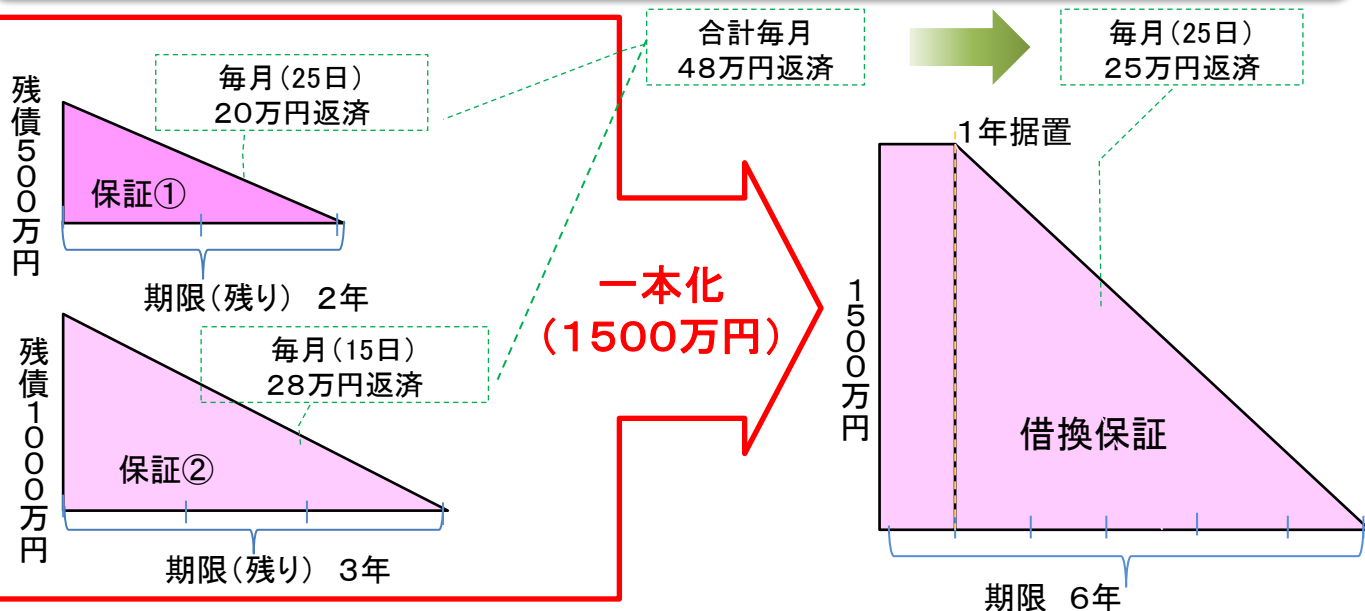 残債500万円
毎月(25日)
20万円返済
保証①
期限(残り) 2年
残債1000万円
毎月(15日)
28万円返済
保証②
期限(残り) 3年
合計毎月
48万円返済
一本化
(1500万円)
毎月(25日)
25万円返済
1年据置
1500万円
借換保証
期限 6年